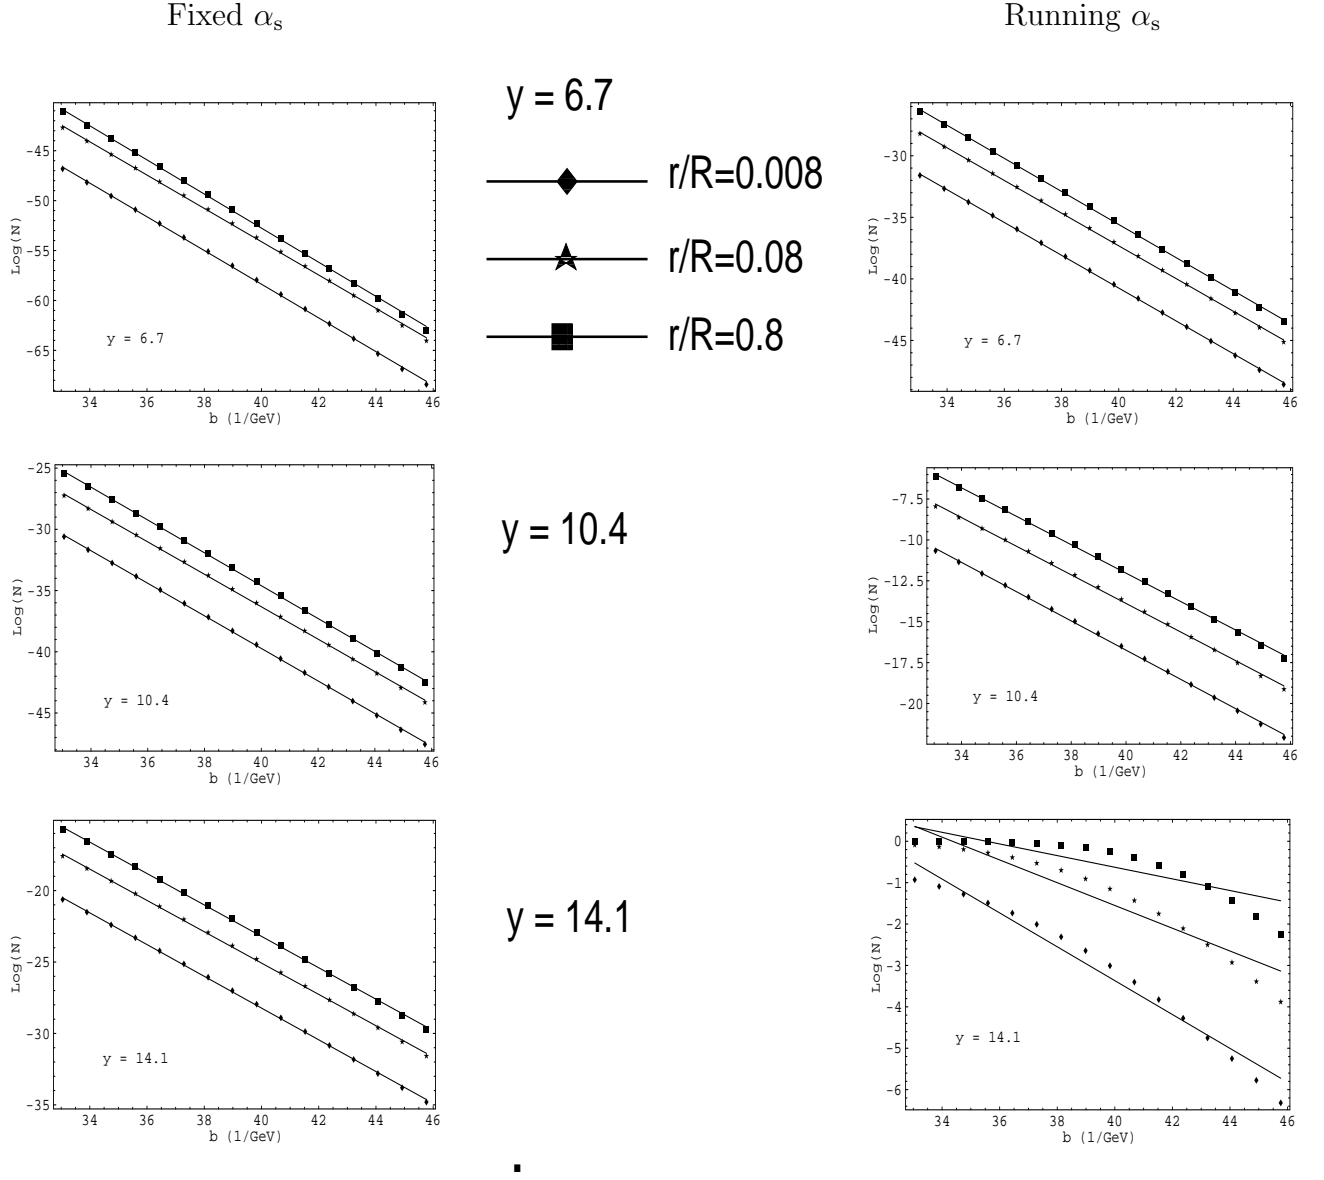 Fixed αs
Running αs
y = 6.7
r/R=0.008
r/R=0.08
r/R=0.8
-45
-50
-55
-60
-65
Log(N)
y = 6.7
34 36 38 40 42 44 46
b (1/GeV)
-30
-35
-40
-45
Log(N)
y = 6.7
34 36 38 40 42 44 46
b (1/GeV)
-25
-30
-35
-40
-45
Log(N)
y = 10.4
34 36 38 40 42 44 46
b (1/GeV)
y = 10.4
-7.5
-10
-12.5
-15
-17.5
-20
Log(N)
y = 10.4
34 36 38 40 42 44 46
b (1/GeV)
-20
-25
-30
-35
Log(N)
y = 14.1
34 36 38 40 42 44 46
b (1/GeV)
y = 14.1
0
-1
-2
-3
-4
-5
-6
Log(N)
y = 14.1
34 36 38 40 42 44 46
b (1/GeV)
.